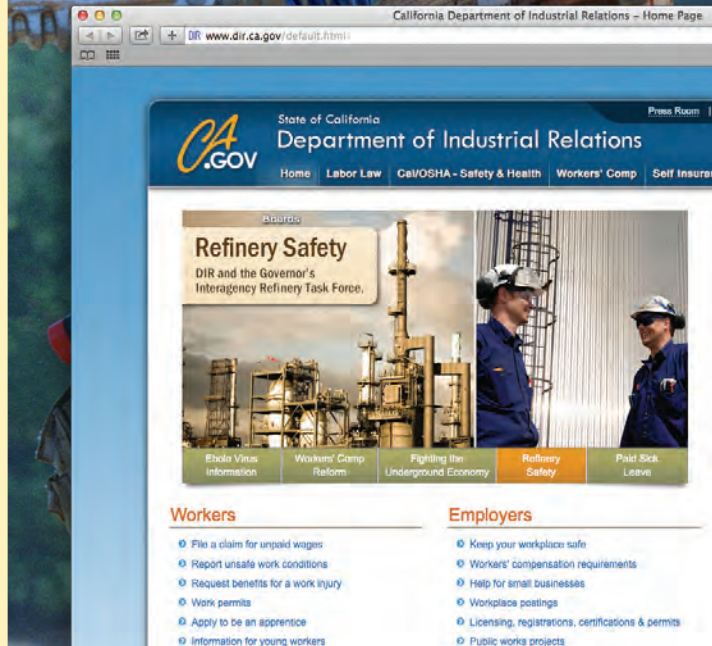 California Department of Industrial Relations – Home Page
DIR www.dir.ca.gov/default.html
Press Room |
CA
.GOV
State of California
Department of Industrial Relations
Home | Labor Law | Cal/OSHA - Safety & Health | Workers' Comp | Self
Boards
Refinery Safety
DIR and the Governor's
Interagency Refinery Task Force.
Ebola Virus
Information
Workers' Comp
Reform
Fighting the
Underground Economy
Refinery
Safety
Paid Sick
Leave
Workers
File a claim for unpaid wages
Report unsafe work conditions
Request benefits for a work injury
Work permits
Apply to be an apprentice
Information for young workers
Employers
Keep your workplace safe
Workers' compensation requirements
Help for small businesses
Workplace postings
Licensing, registrations, certifications & permits
Public works projects